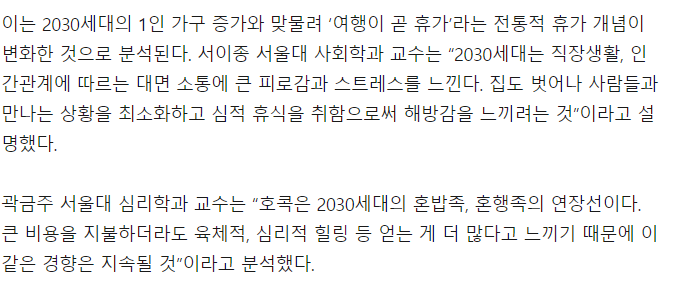 이는 2030세대의 1인 가구 증가와 맞물려 ‘여행이 곧 휴가’라는 전통적 휴가 개념이
변화한 것으로 분석된다. 서이종 서울대 사회학과 교수는 “2030세대는 직장생활, 인
간관계에 따르는 대면 소통에 큰 피로감과 스트레스를 느낀다. 집도 벗어나 사람들과
만나는 상황을 최소화하고 심적 휴식을 취함으로써 해방감을 느끼려는 것”이라고 설
명했다.
곽금주 서울대 심리학과 교수는 “호콕은 2030세대의 혼밥족, 혼행족의 연장선이다.
큰 비용을 지불하더라도 육체적, 심리적 힐링 등 얻는 게 더 많다고 느끼기 때문에 이
같은 경향은 지속될 것”이라고 분석했다.